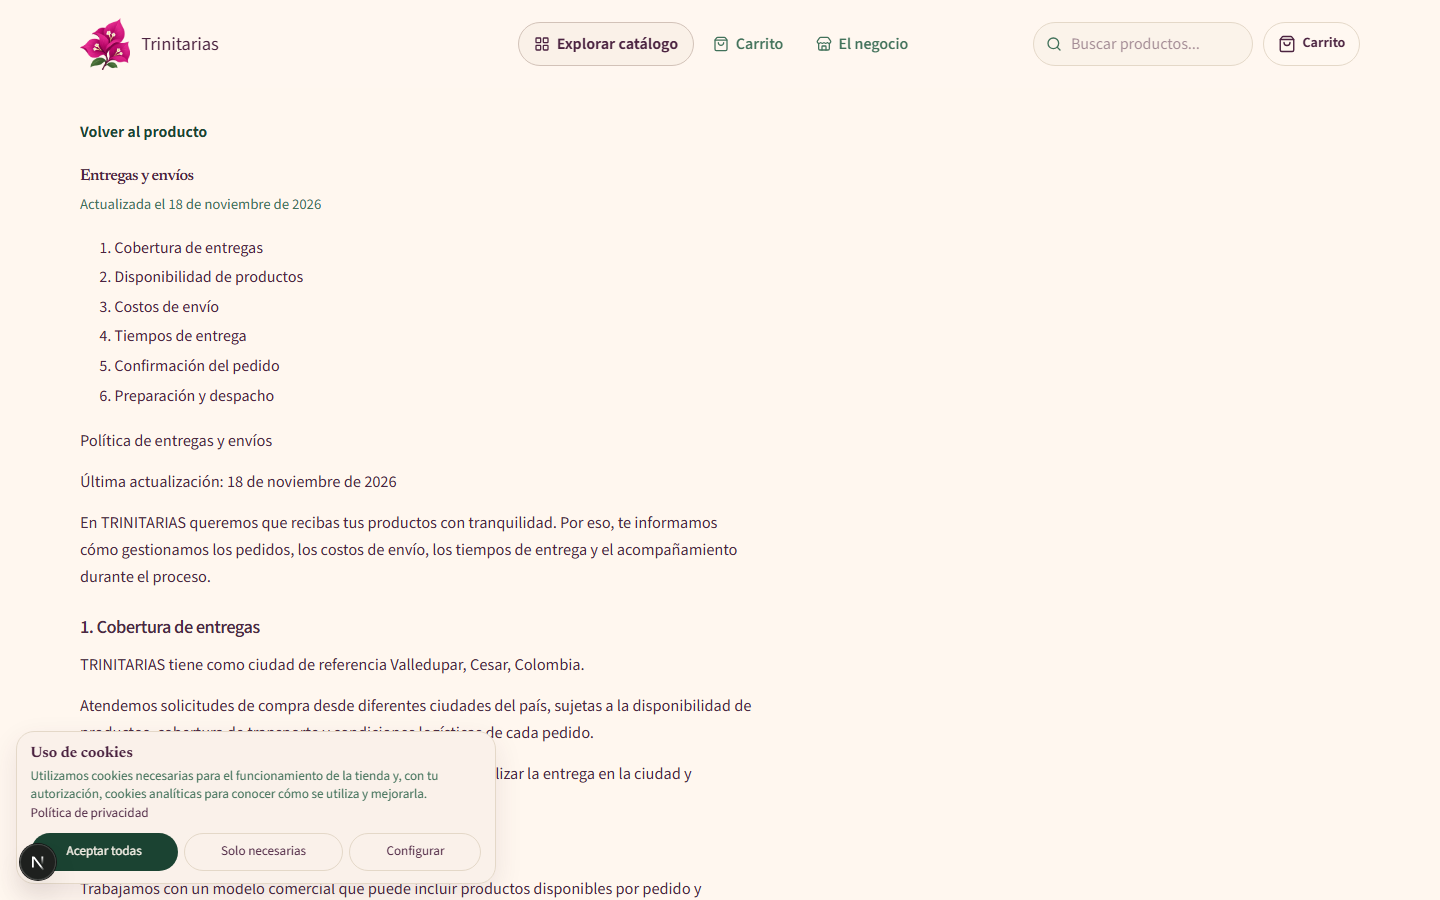 Trinitarias
Explorar catálogo
Carrito
El negocio
Buscar productos...
Carrito
Volver al producto
Entregas y envíos
Actualizada el 18 de noviembre de 2026
1. Cobertura de entregas
2. Disponibilidad de productos
3. Costos de envío
4. Tiempos de entrega
5. Confirmación del pedido
6. Preparación y despacho
Política de entregas y envíos
Última actualización: 18 de noviembre de 2026
En TRINITARIAS queremos que recibas tus productos con tranquilidad. Por eso, te informamos
cómo gestionamos los pedidos, los costos de envío, los tiempos de entrega y el acompañamiento
durante el proceso.
1. Cobertura de entregas
TRINITARIAS tiene como ciudad de referencia Valledupar, Cesar, Colombia.
Atendemos solicitudes de compra desde diferentes ciudades del país, sujetas a la disponibilidad de
productos, cobertura de transporte y condiciones logísticas de cada pedido.
lizar la entrega en la ciudad y
Uso de cookies
Utilizamos cookies necesarias para el funcionamiento de la tienda y, con tu
autorización, cookies analíticas para conocer cómo se utiliza y mejorarla.
Política de privacidad
Aceptar todas
Solo necesarias
Configurar
N
Trabajamos con un modelo comercial que puede incluir productos disponibles por pedido y